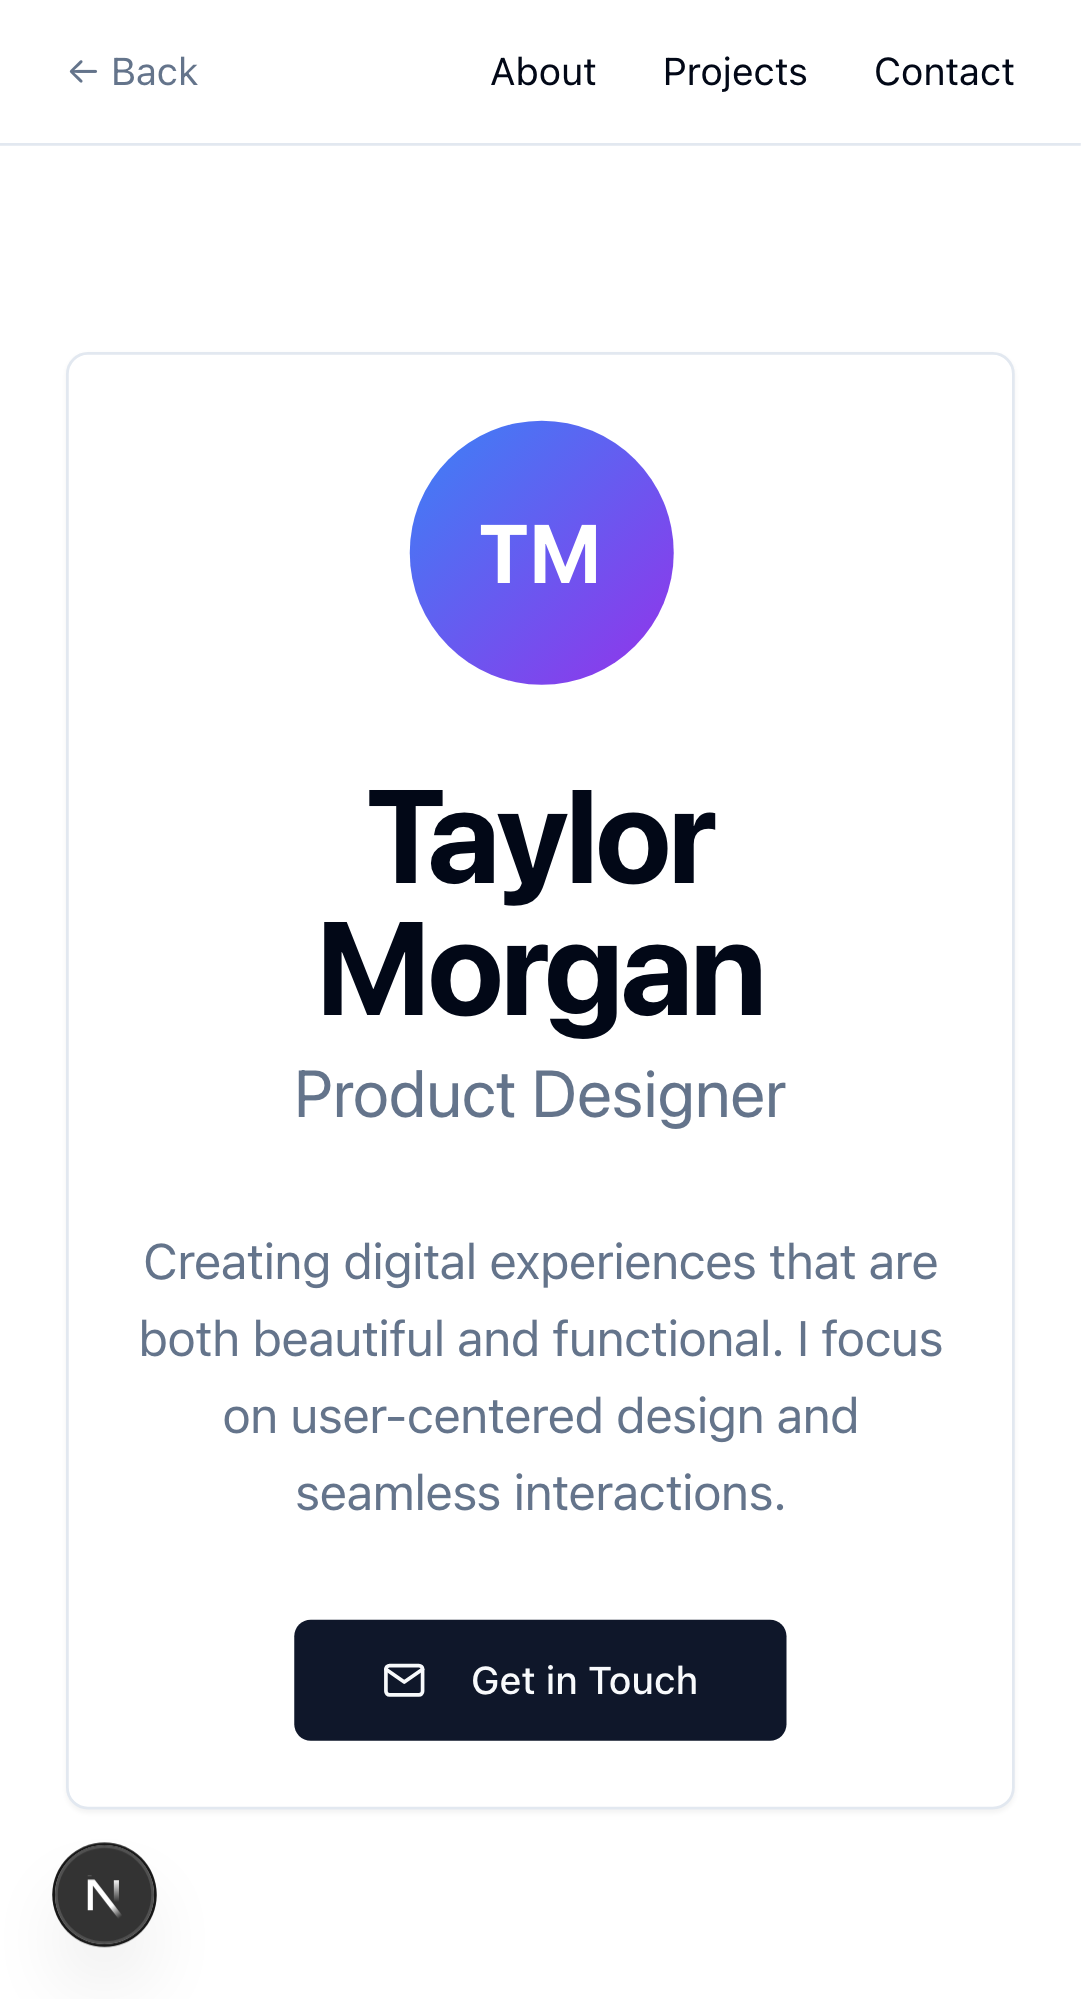 ← Back
About
Projects
Contact
TM
Taylor
Morgan
Product Designer
Creating digital experiences that are
both beautiful and functional. I focus
on user-centered design and
seamless interactions.
Get in Touch
N